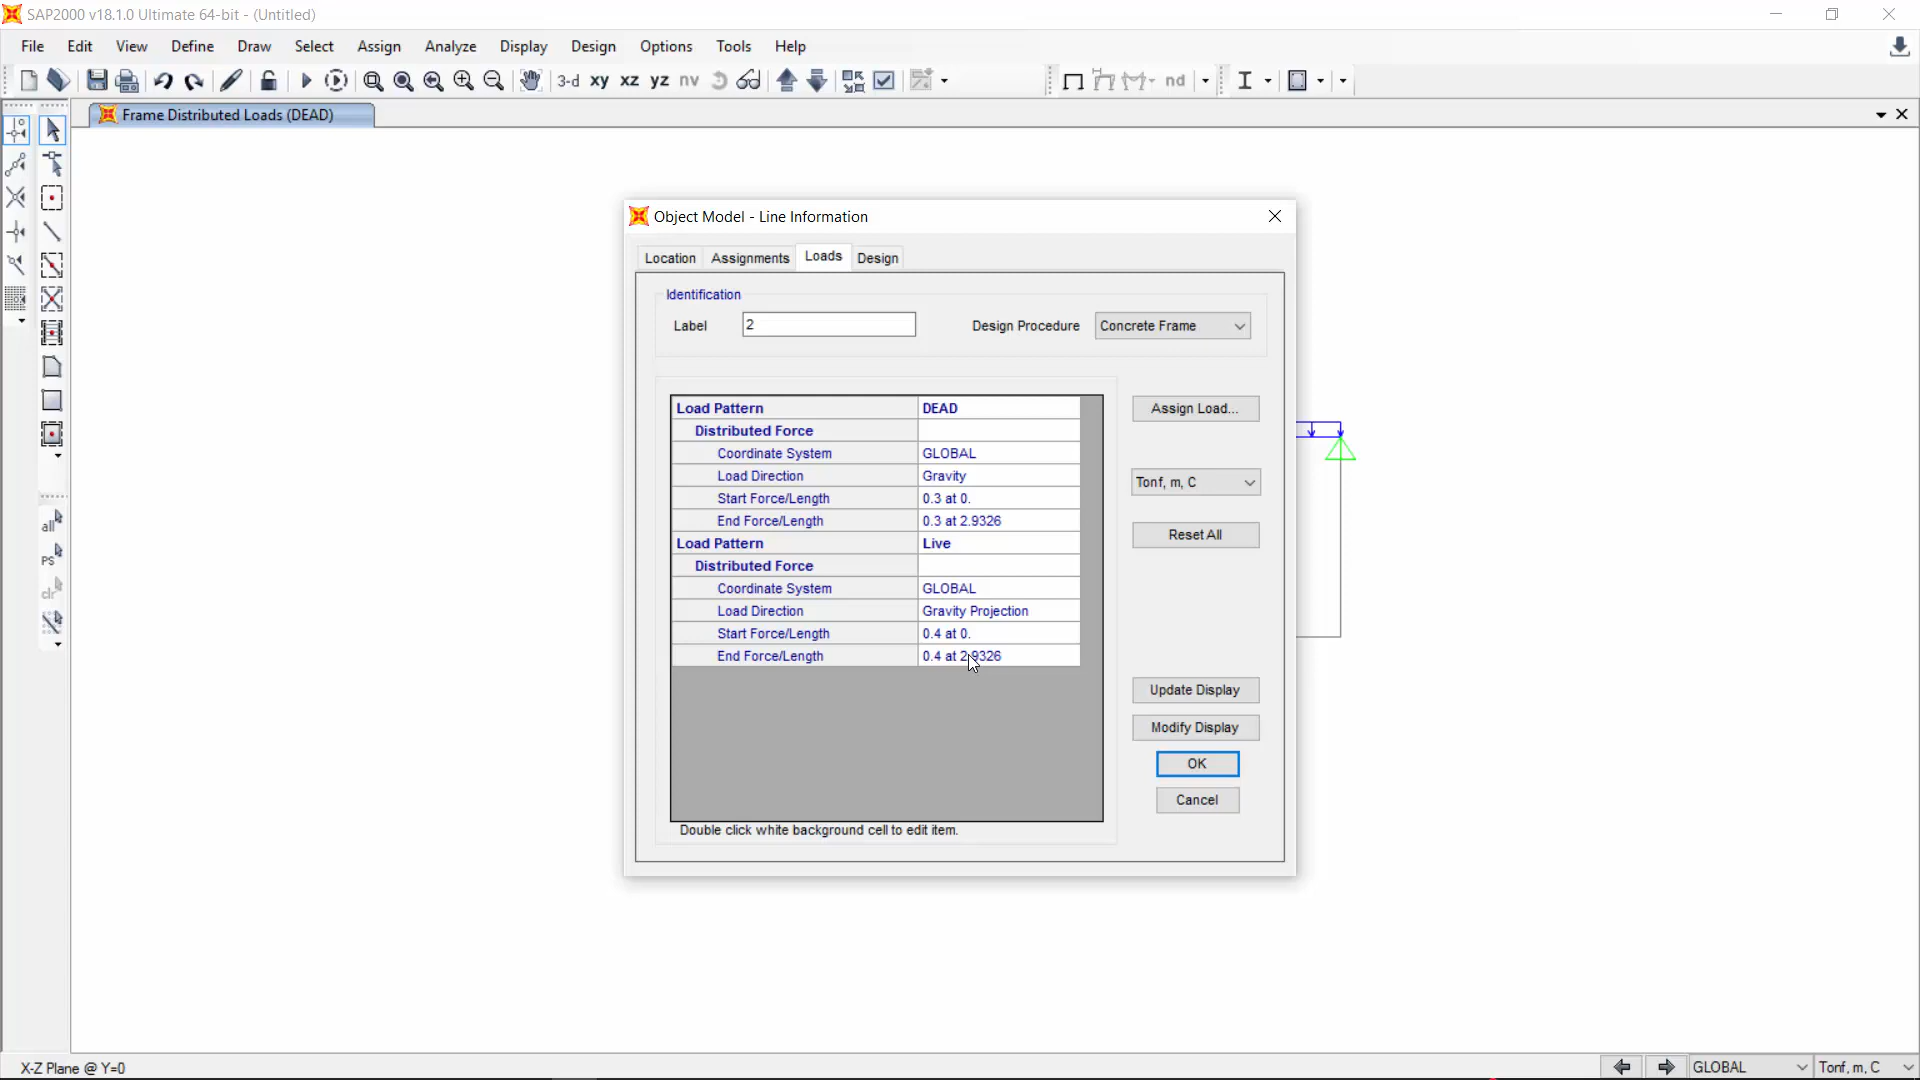 SAP2000 v18.1.0 Ultimate 64-bit - (Untitled)
File Edit View Define Draw Select Assign Analyze Display Design Options Tools Help
3-d xy xz yz nv nd
Frame Distributed Loads (DEAD)
Object Model - Line Information
Location Assignments Loads Design
Identification
Label 2 Design Procedure Concrete Frame
Load Pattern DEAD
Distributed Force
Coordinate System GLOBAL
Load Direction Gravity
Start Force/Length 0.3 at 0.
End Force/Length 0.3 at 2.9326
Load Pattern Live
Distributed Force
Coordinate System GLOBAL
Load Direction Gravity Projection
Start Force/Length 0.4 at 0.
End Force/Length 0.4 at 2.9326
Double click white background cell to edit item.
Assign Load...
Tonf, m, C
Reset All
Update Display
Modify Display
OK
Cancel
all
PS
clr
X-Z Plane @ Y=0
GLOBAL
Tonf, m, C